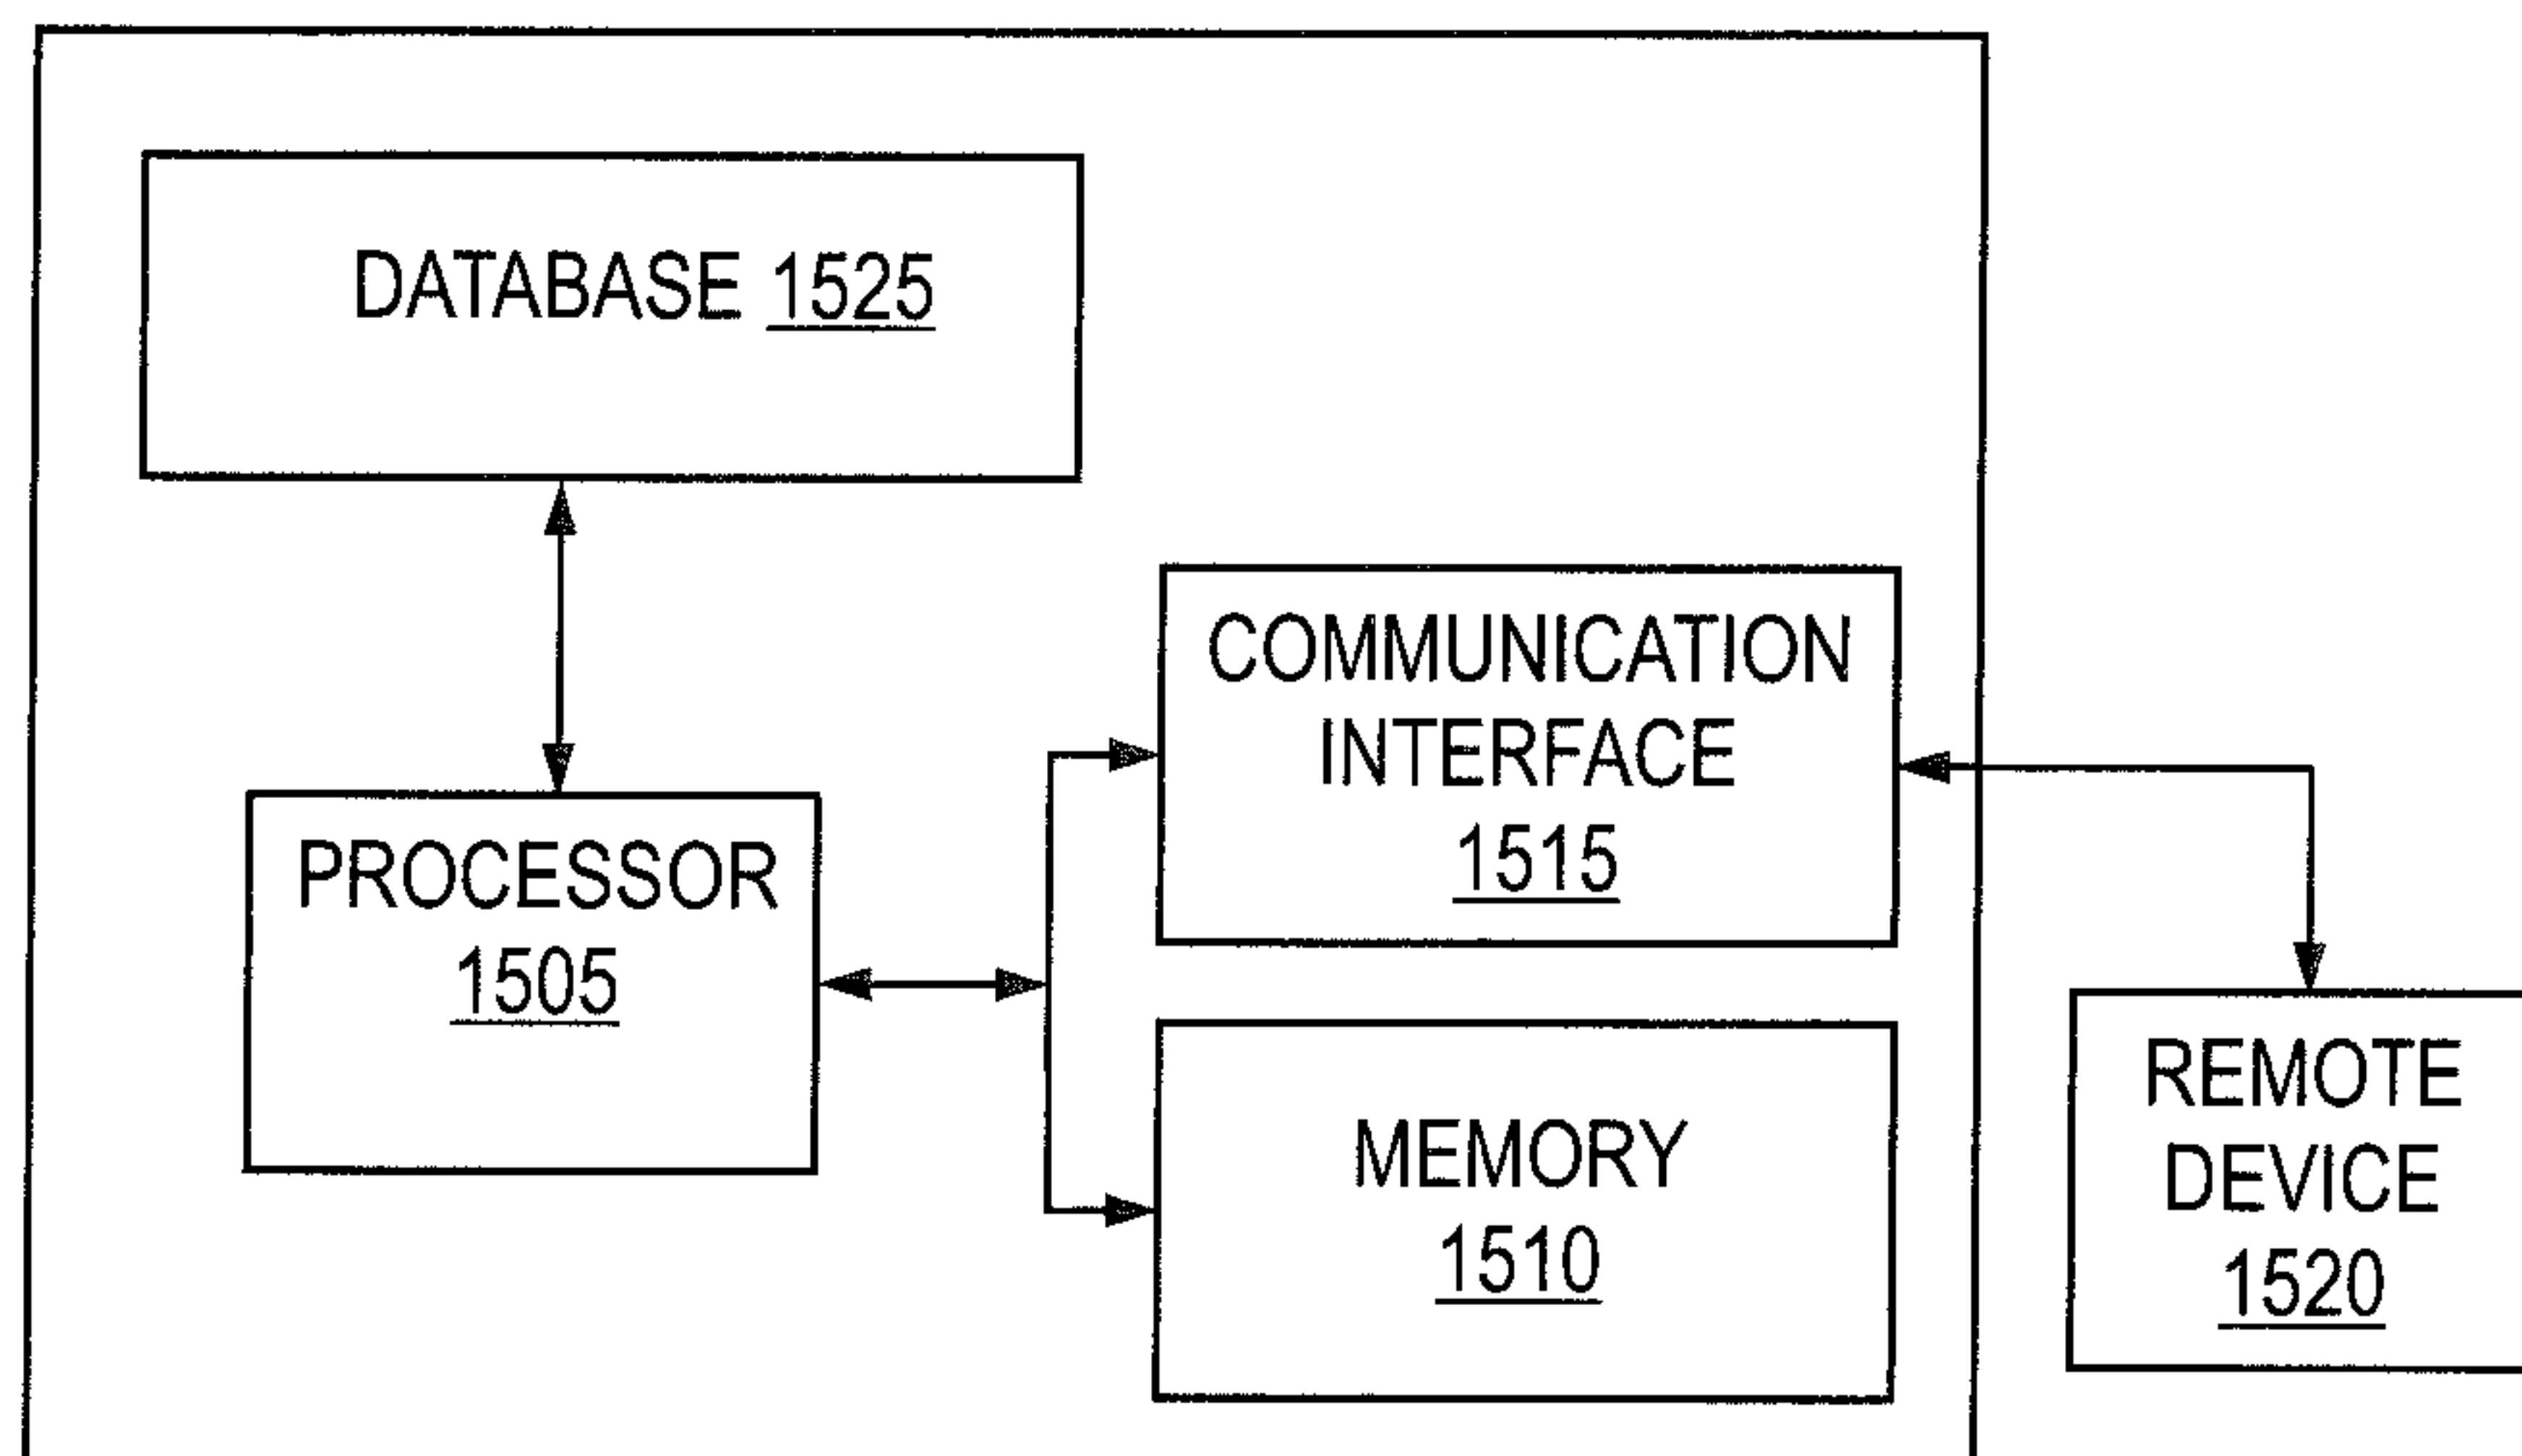 DATABASE 1525
COMMUNICATION
INTERFACE
1515
PROCESSOR
1505
MEMORY
1510
REMOTE
DEVICE
1520